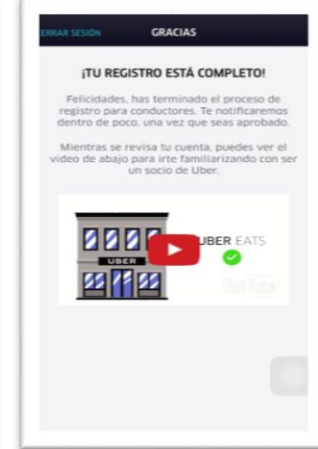 CERRAR SESIÓN GRACIAS
¡TU REGISTRO ESTÁ COMPLETO!
Felicidades, has terminado el proceso de
registro para conductores. Te notificaremos
dentro de poco, una vez que seas aprobado.
Mientras se revisa tu cuenta, puedes ver el
video de abajo para irte familiarizando con ser
un socio de Uber.
UBER EATS
UBER
YouTube